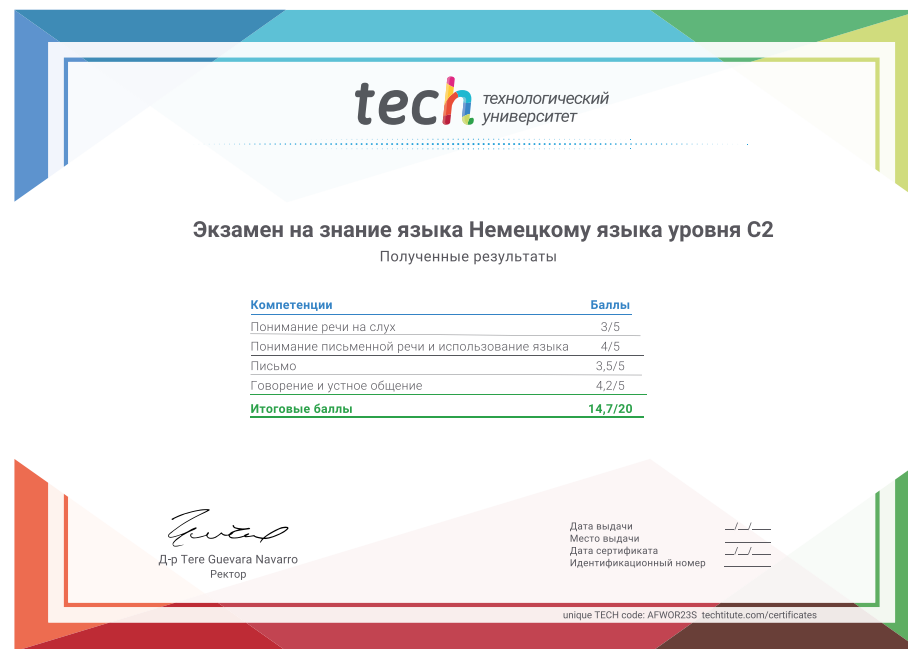 tech технологический
университет
Экзамен на знание языка Немецкому языка уровня C2
Полученные результаты
Компетенции Баллы
Понимание речи на слух 3/5
Понимание письменной речи и использование языка 4/5
Письмо 3,5/5
Говорение и устное общение 4,2/5
Итоговые баллы 14,7/20
Д-р Tere Guevara Navarro
Ректор
Дата выдачи __/__/____
Место выдачи ________
Дата сертификата __/__/____
Идентификационный номер ________
unique TECH code: AFWOR23S techtitute.com/certificates